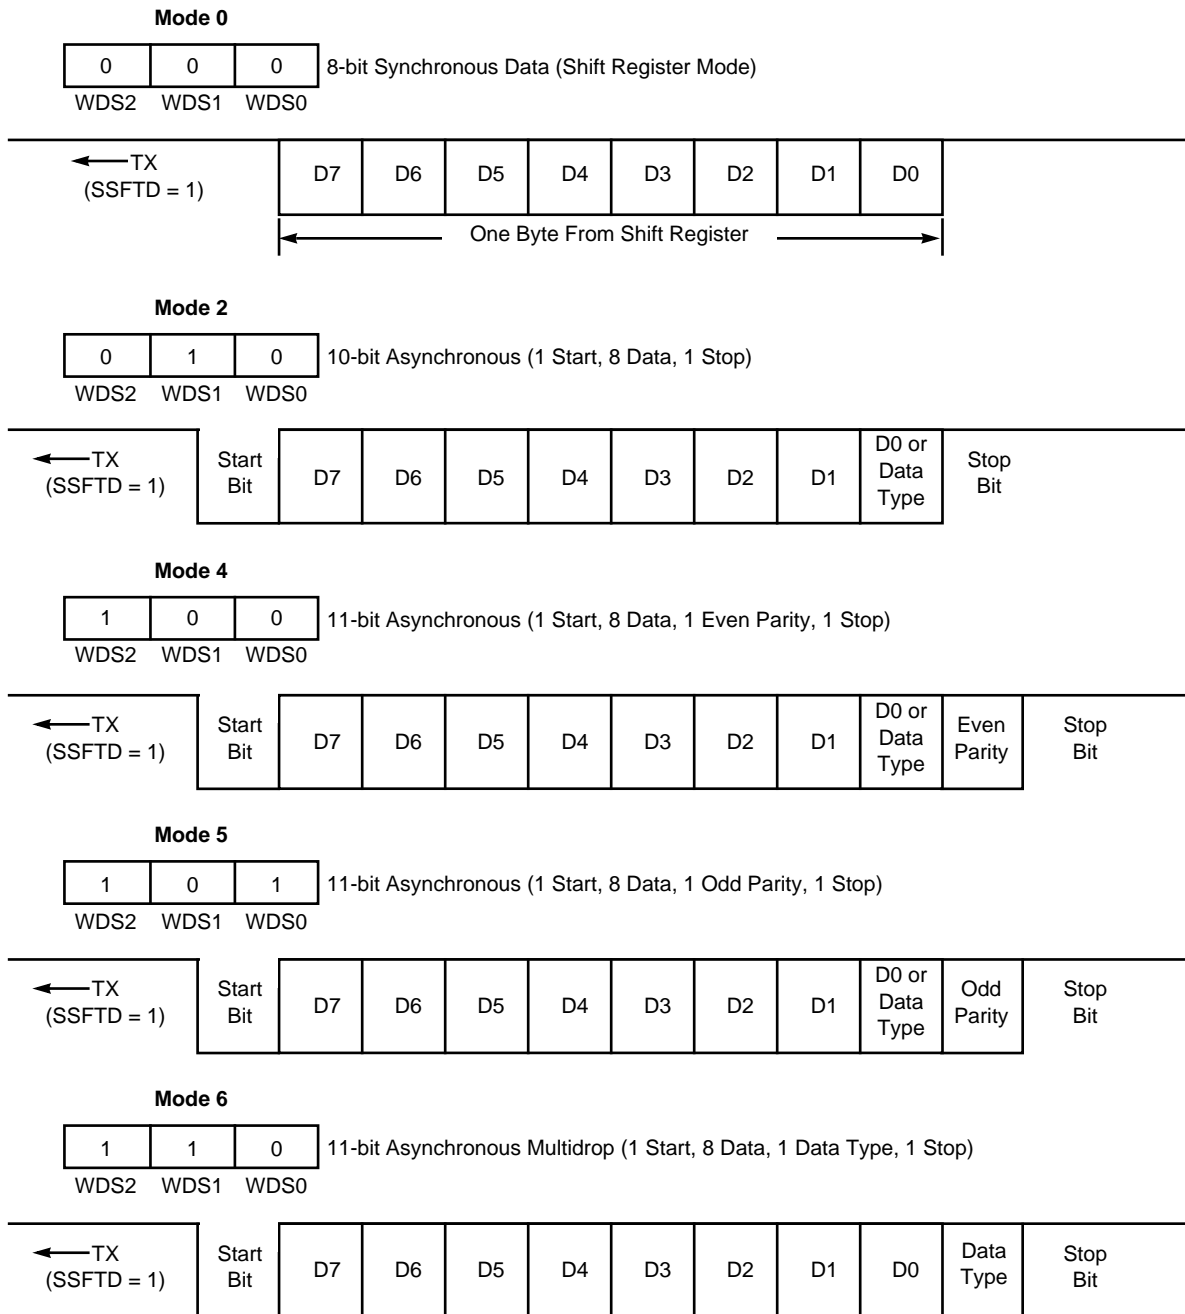 Mode 0
0 0 0 8-bit Synchronous Data (Shift Register Mode)
WDS2 WDS1 WDS0
TX
(SSFTD = 1)
D7 D6 D5 D4 D3 D2 D1 D0
One Byte From Shift Register
Mode 2
0 1 0 10-bit Asynchronous (1 Start, 8 Data, 1 Stop)
WDS2 WDS1 WDS0
TX
(SSFTD = 1)
Start
Bit
D7 D6 D5 D4 D3 D2 D1
D0 or
Data
Type
Stop
Bit
Mode 4
1 0 0 11-bit Asynchronous (1 Start, 8 Data, 1 Even Parity, 1 Stop)
WDS2 WDS1 WDS0
TX
(SSFTD = 1)
Start
Bit
D7 D6 D5 D4 D3 D2 D1
D0 or
Data
Type
Even
Parity
Stop
Bit
Mode 5
1 0 1 11-bit Asynchronous (1 Start, 8 Data, 1 Odd Parity, 1 Stop)
WDS2 WDS1 WDS0
TX
(SSFTD = 1)
Start
Bit
D7 D6 D5 D4 D3 D2 D1
D0 or
Data
Type
Odd
Parity
Stop
Bit
Mode 6
1 1 0 11-bit Asynchronous Multidrop (1 Start, 8 Data, 1 Data Type, 1 Stop)
WDS2 WDS1 WDS0
TX
(SSFTD = 1)
Start
Bit
D7 D6 D5 D4 D3 D2 D1 D0
Data
Type
Stop
Bit